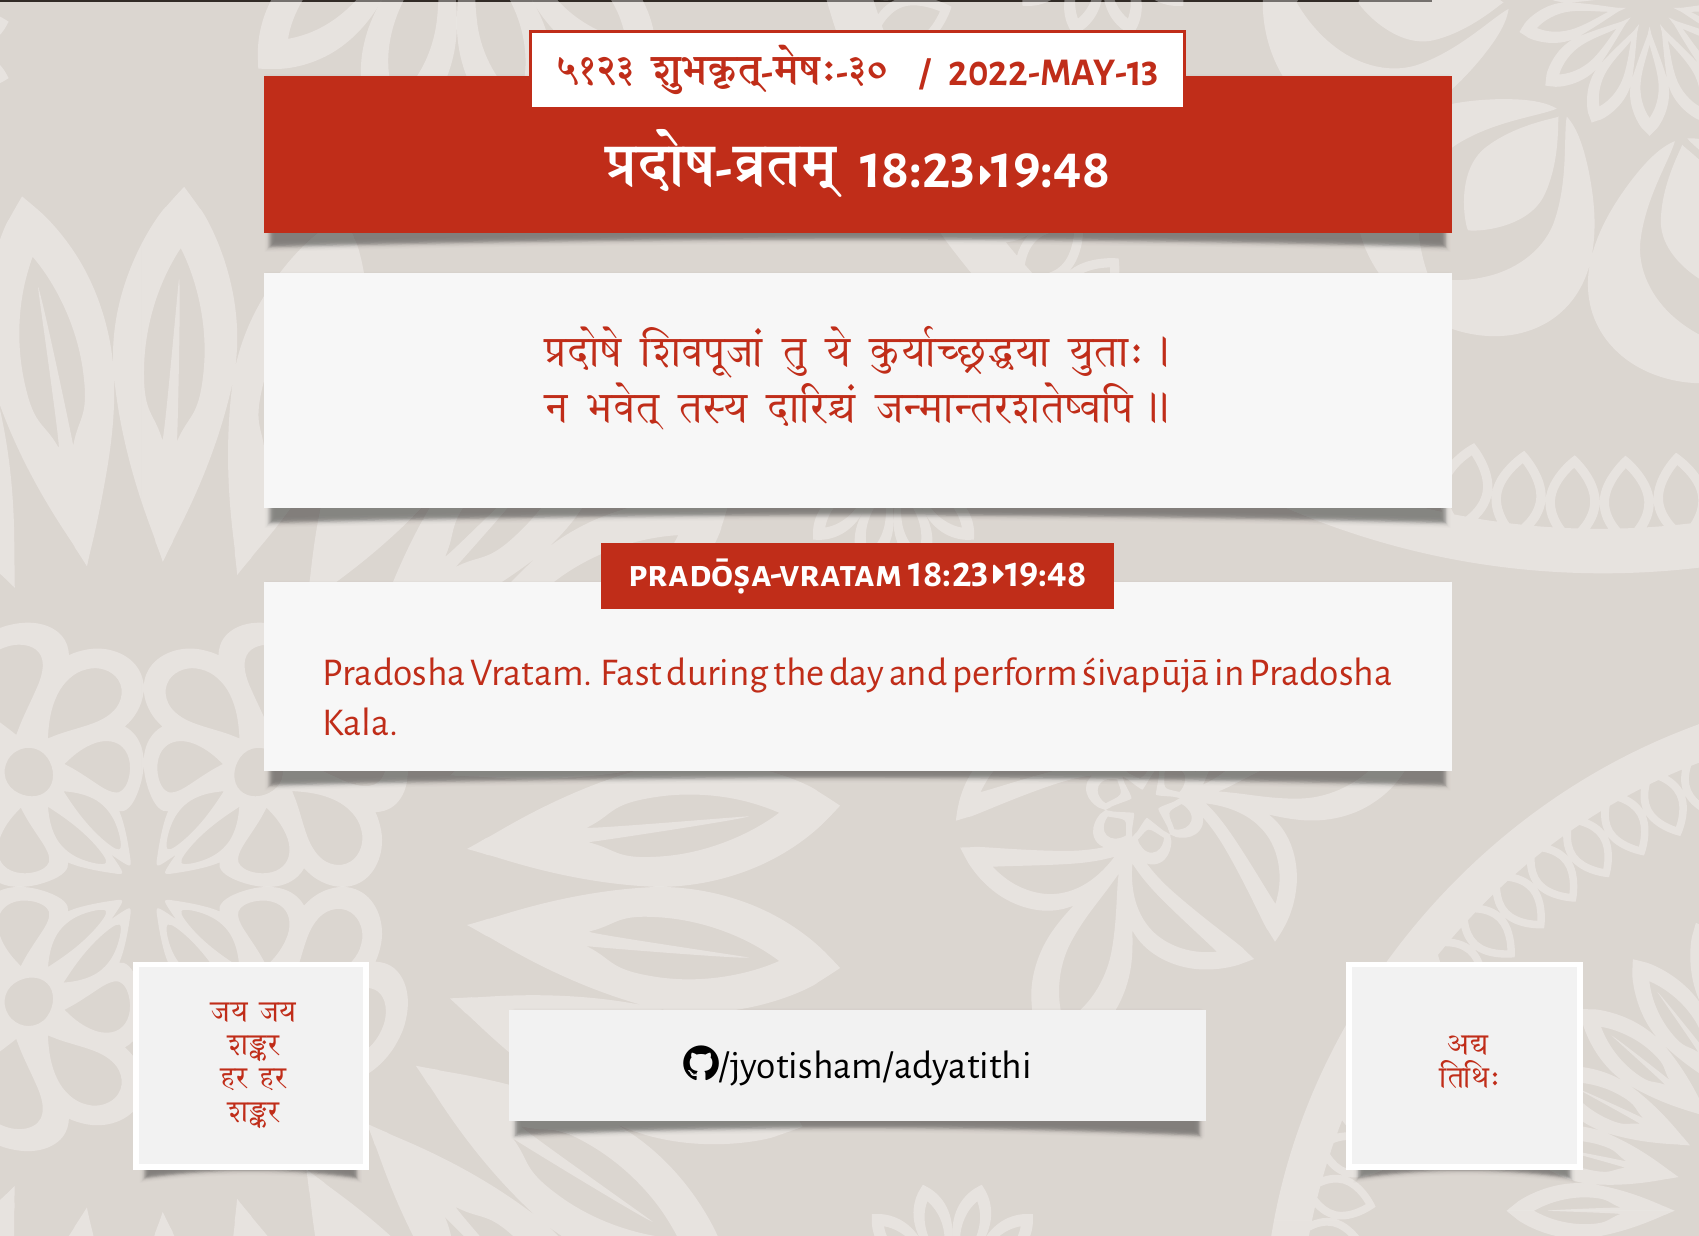 ५१२३ शुभकृत्-मेषः-३० / 2022-MAY-13
प्रदोष-व्रतम् 18:23▸19:48
प्रदोषे शिवपूजां तु ये कुर्याच्छ्रद्धया युताः ।
न भवेत् तस्य दारिद्र्यं जन्मान्तरशतेष्वपि ॥
PRADŌṢA-VRATAM 18:23▸19:48
Pradosha Vratam. Fast during the day and perform śivapūjā in Pradosha
Kala.
जय जय
शङ्कर
हर हर
शङ्कर
/jyotisham/adyatithi
अद्य
तिथिः